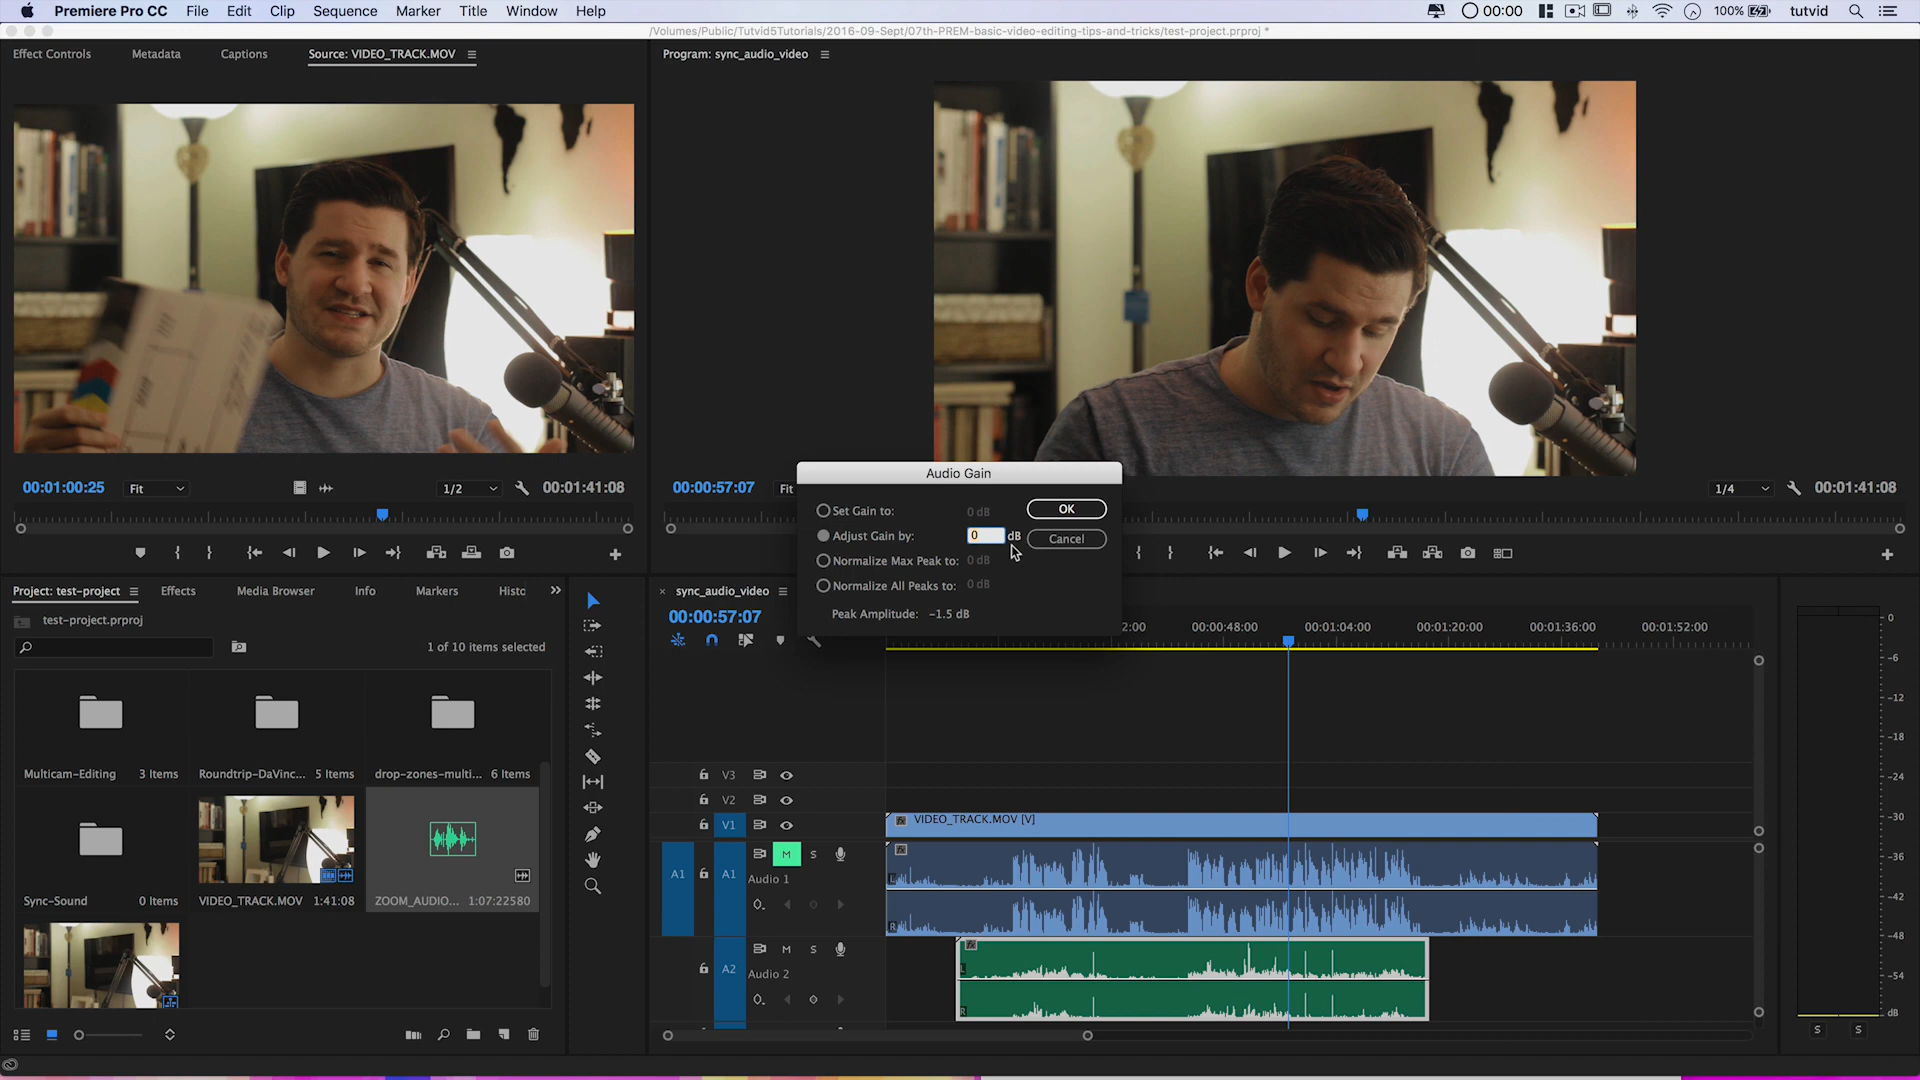 Premiere Pro CC File Edit Clip Sequence Marker Title Window Help 00:00 100% tutvid
/Volumes/Public/Tutvid5Tutorials/2016-09-Sept/07th-PREM-basic-video-editing-tips-and-tricks/test-project.prproj *
Effect Controls Metadata Captions Source: VIDEO_TRACK.MOV Program: sync_audio_video
00:01:00:25 Fit 1/2 00:01:41:08 00:00:57:07 Fit 1/4 00:01:41:08
Audio Gain
Set Gain to: 0 dB OK
Adjust Gain by: 0 dB Cancel
Normalize Max Peak to: 0 dB
Normalize All Peaks to: 0 dB
Peak Amplitude: -1.5 dB
Project: test-project Effects Media Browser Info Markers Histo
test-project.prproj
1 of 10 items selected
Multicam-Editing 3 Items Roundtrip-DaVinc... 5 Items drop-zones-multi... 6 Items
Sync-Sound 0 Items VIDEO_TRACK.MOV 1:41:08 ZOOM_AUDIO... 1:07:22580
× sync_audio_video
00:00:57:07
2:00 00:00:48:00 00:01:04:00 00:01:20:00 00:01:36:00 00:01:52:00
V3
V2
V1 VIDEO_TRACK.MOV [V]
A1 A1 M S
Audio 1
L
R
A2 M S
Audio 2
L
R
0
-6
-12
-18
-24
-30
-36
-42
-48
-54
dB
S S